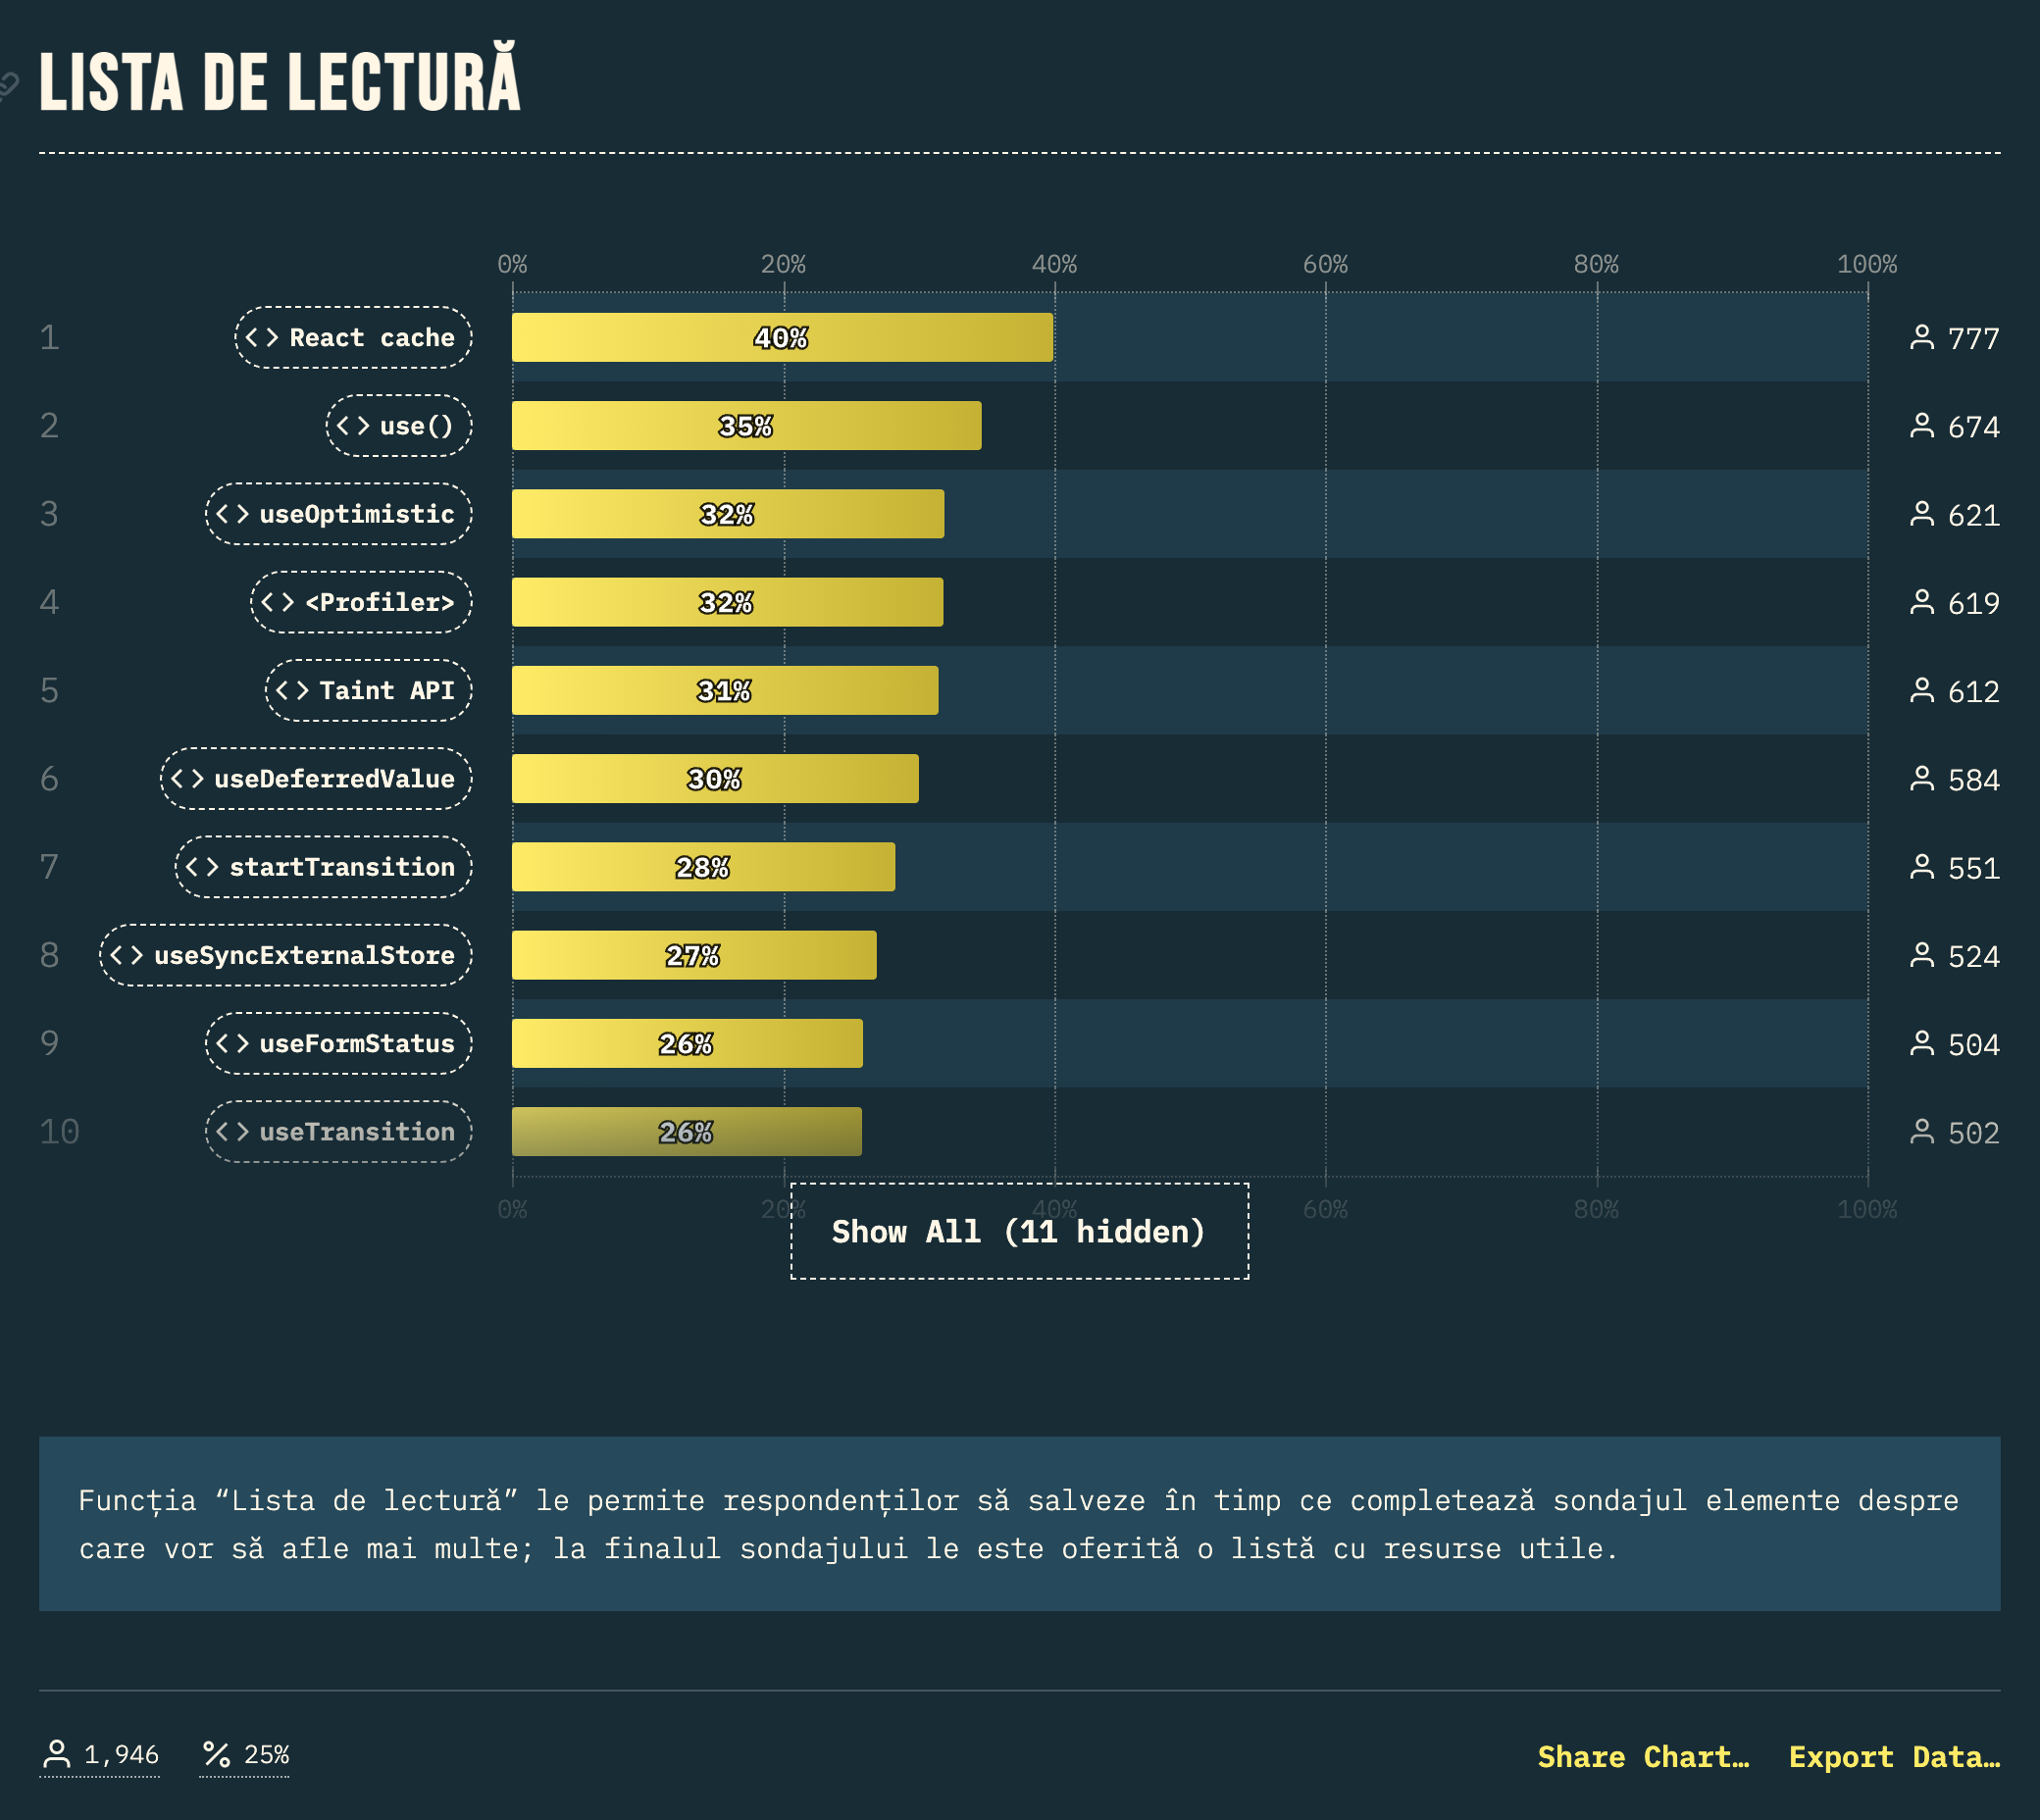 LISTA DE LECTURĂ
0% 20% 40% 60% 80% 100%
1 <> React cache 40% 777
2 <> use() 35% 674
3 <> useOptimistic 32% 621
4 <> <Profiler> 32% 619
5 <> Taint API 31% 612
6 <> useDeferredValue 30% 584
7 <> startTransition 28% 551
8 <> useSyncExternalStore 27% 524
9 <> useFormStatus 26% 504
10 <> useTransition 26% 502
0% 20% 40% 60% 80% 100%
Show All (11 hidden)
Funcția “Lista de lectură” le permite respondenților să salveze în timp ce completează sondajul elemente despre
care vor să afle mai multe; la finalul sondajului le este oferită o listă cu resurse utile.
1,946 % 25% Share Chart… Export Data…